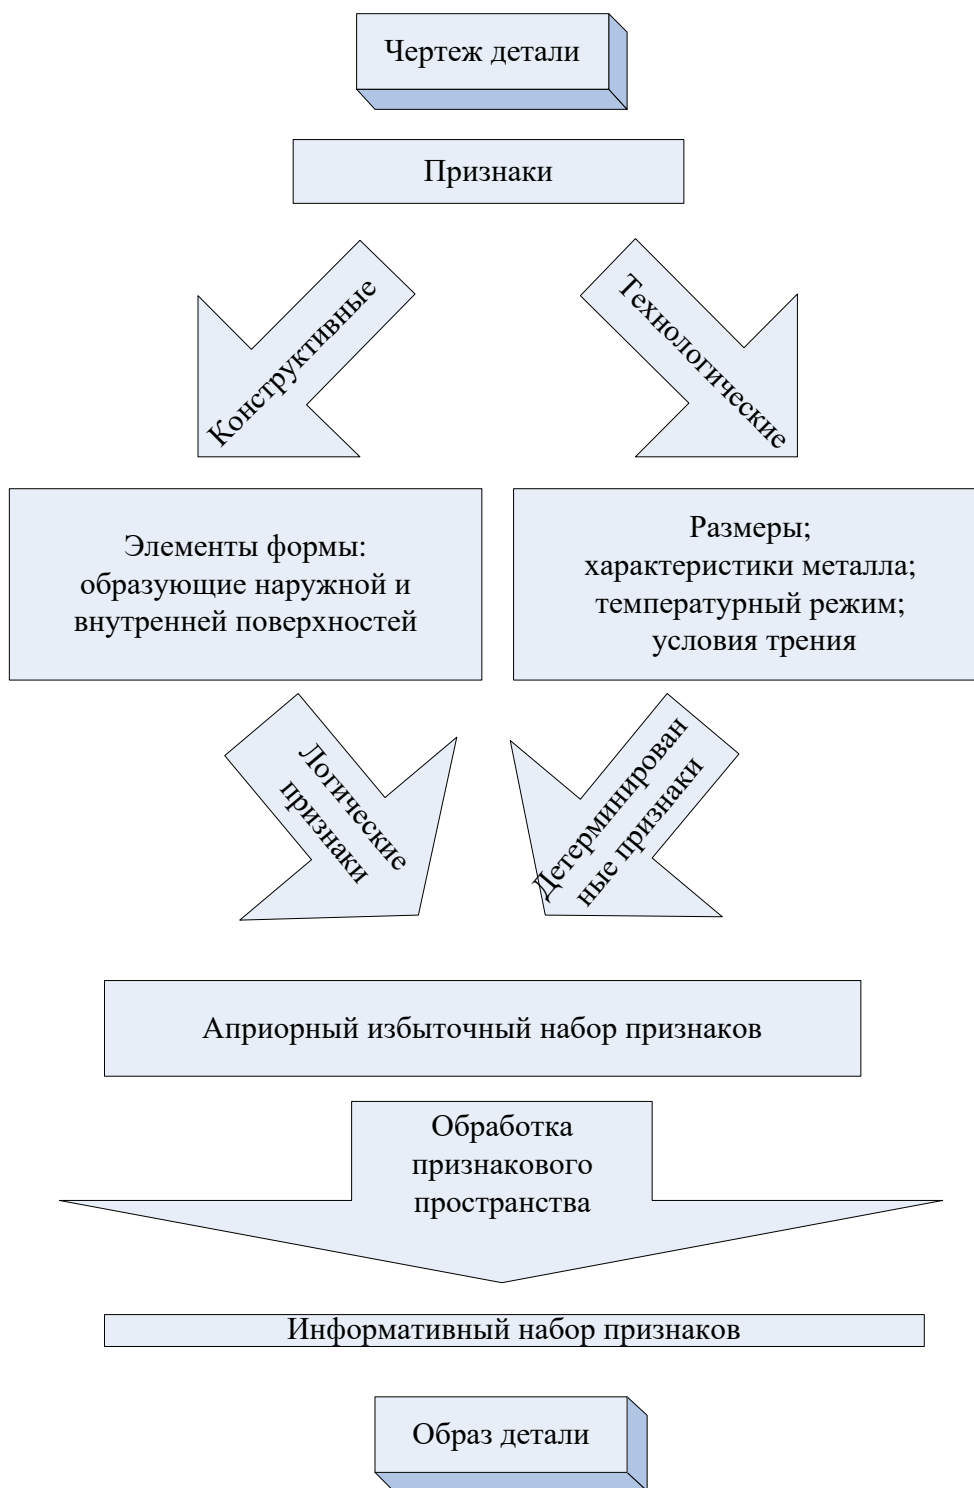 Чертеж детали
Признаки
Конструктивные
Технологические
Элементы формы:
образующие наружной и
внутренней поверхностей
Размеры;
характеристики металла;
температурный режим;
условия трения
Логические
признаки
Детерминирован
ные признаки
Априорный избыточный набор признаков
Обработка
признакового
пространства
Информативный набор признаков
Образ детали